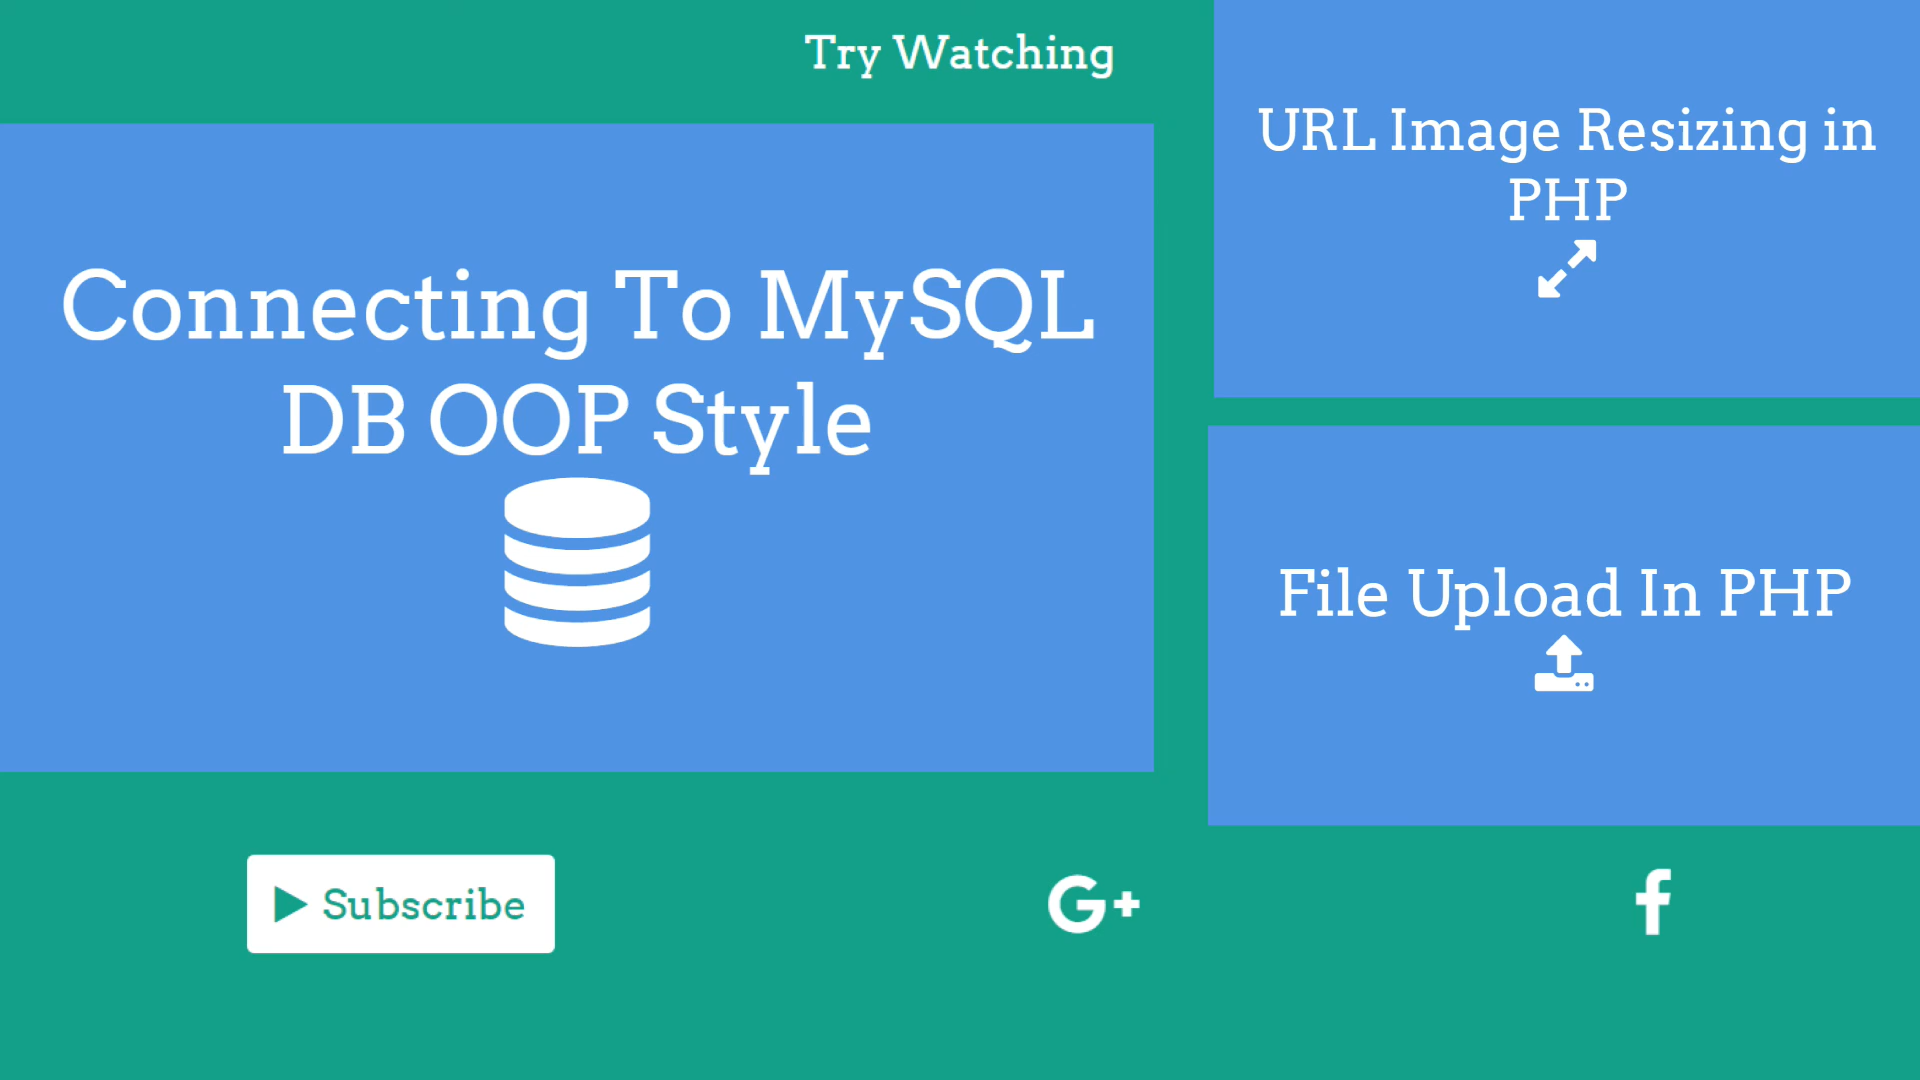 Try Watching
Connecting To MySQL
DB OOP Style
URL Image Resizing in
PHP
File Upload In PHP
Subscribe
G+
f